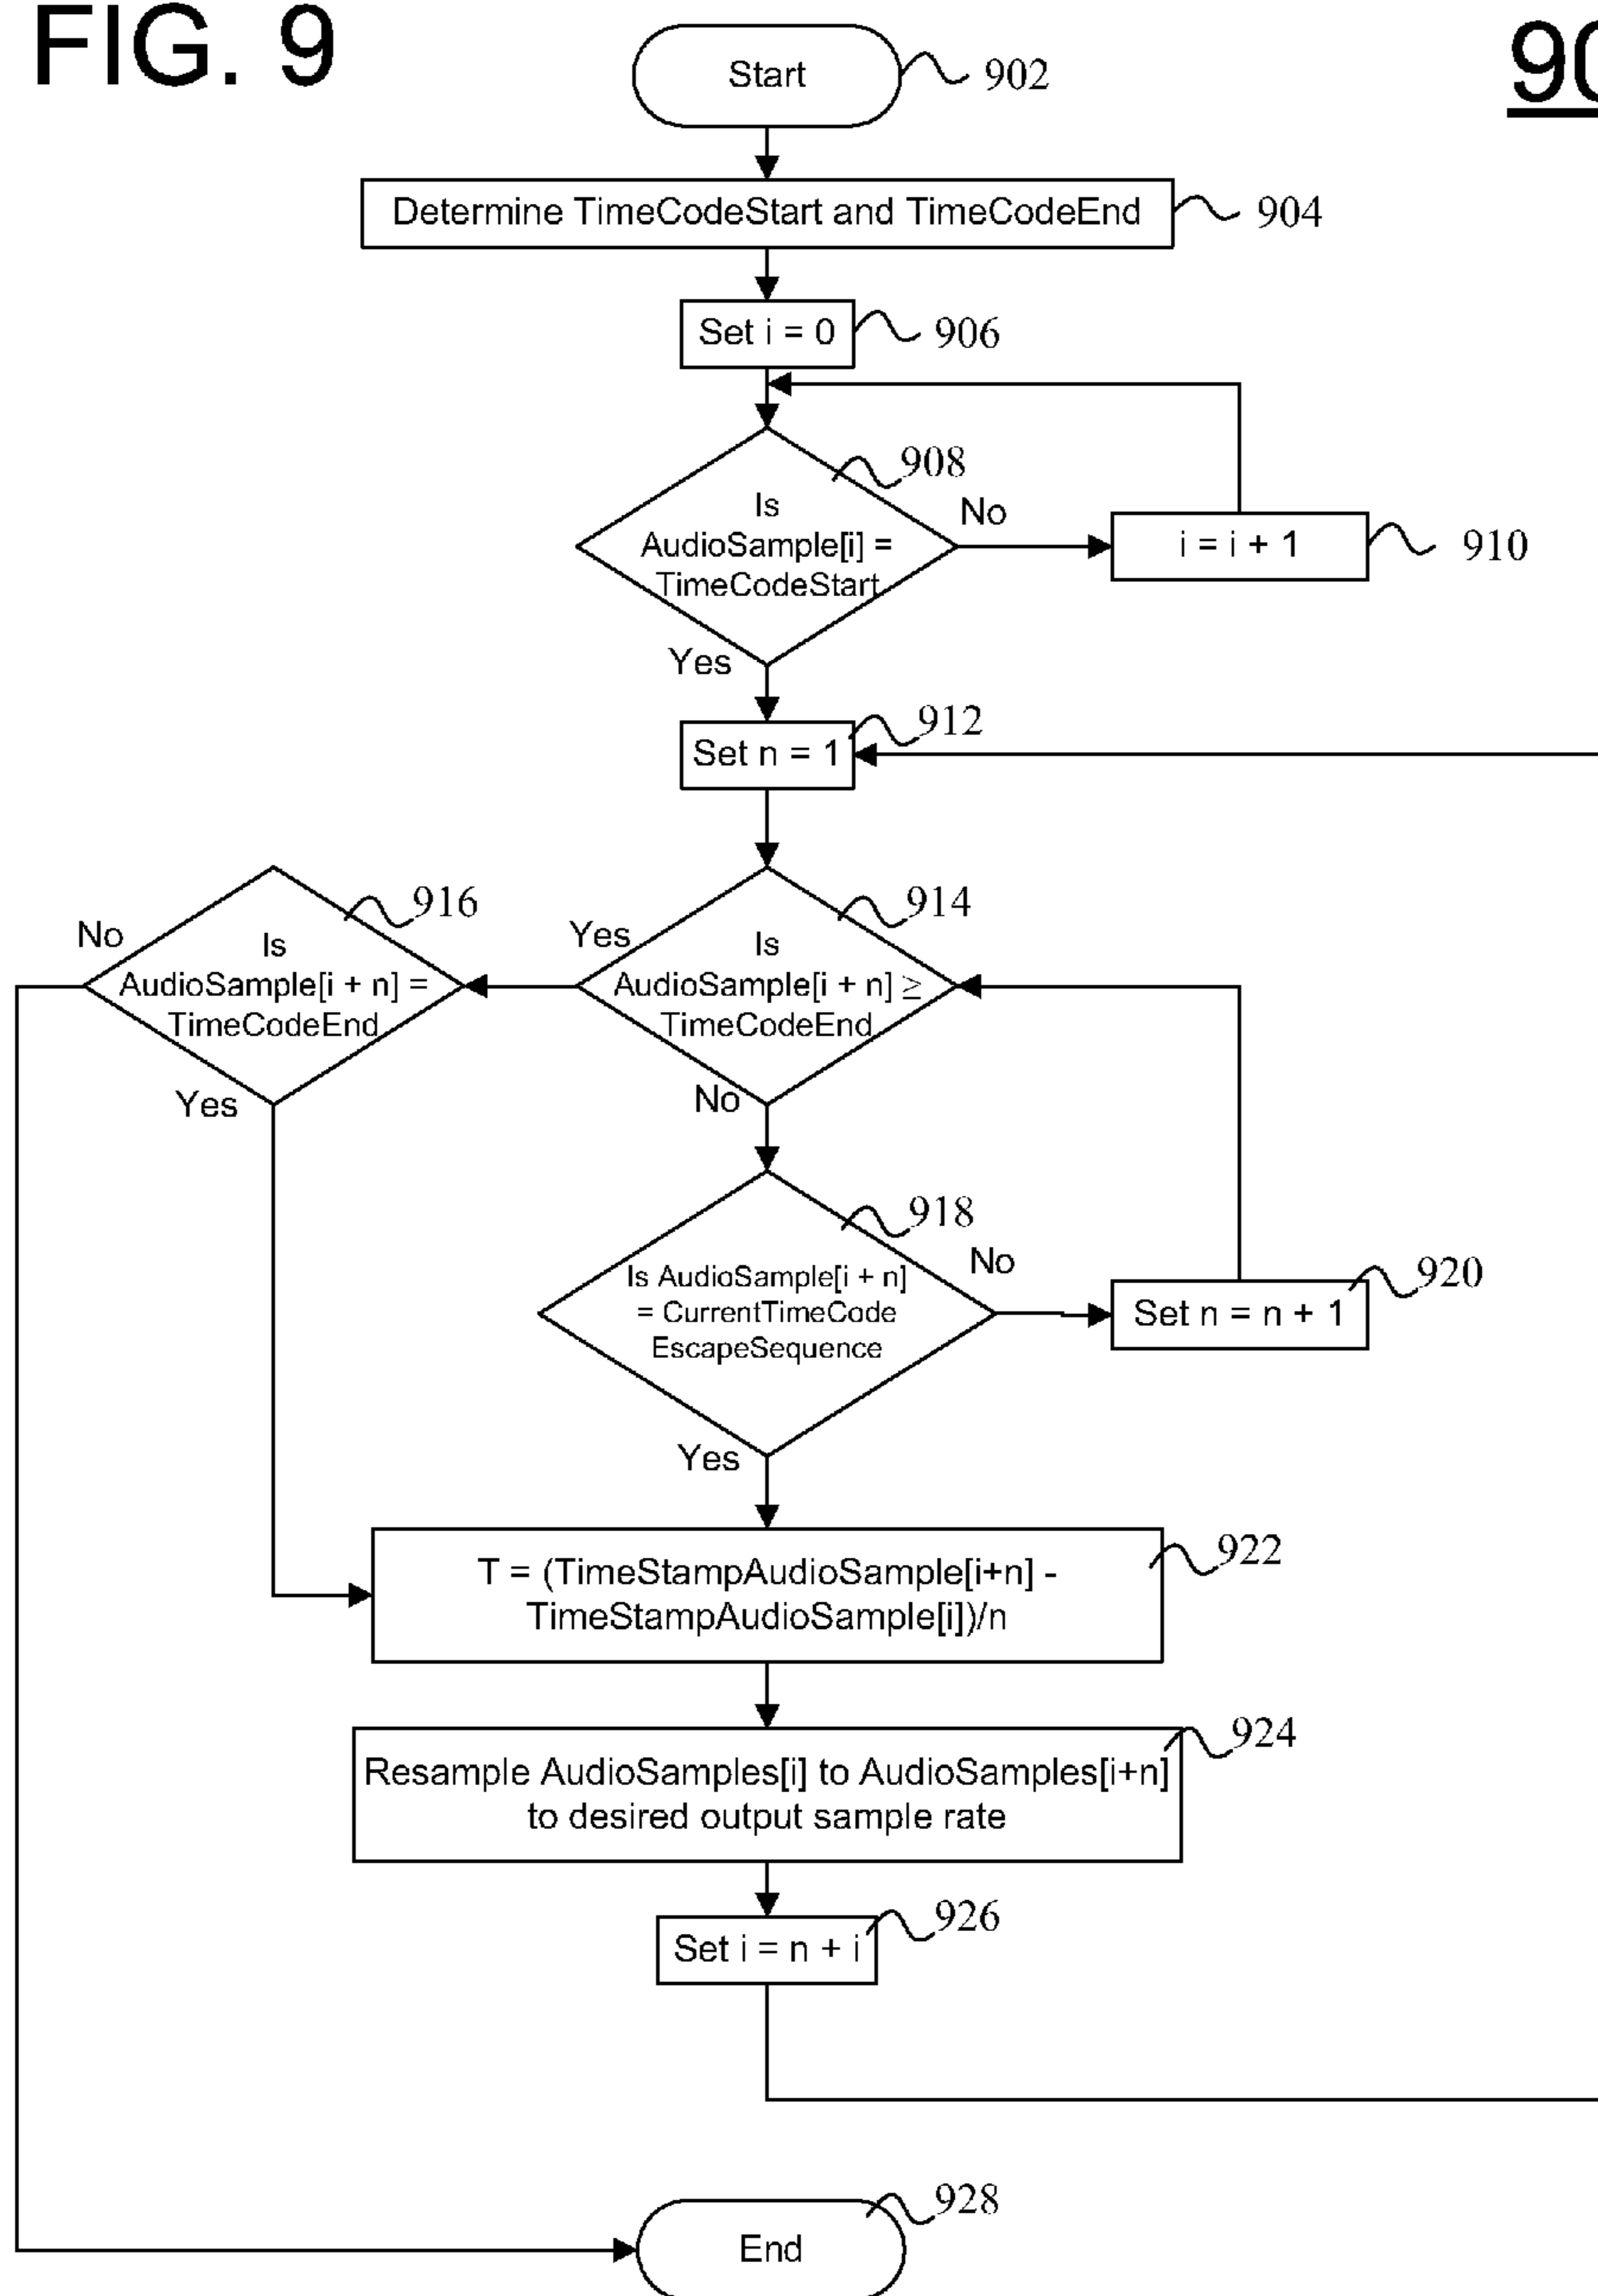 FIG. 9
90
Start
902
Determine TimeCodeStart and TimeCodeEnd
904
Set i = 0
906
908
Is
AudioSample[i] =
TimeCodeStart
No
Yes
i = i + 1
910
912
Set n = 1
916
No
Is
AudioSample[i + n] =
TimeCodeEnd
Yes
914
Yes
Is
AudioSample[i + n] ≥
TimeCodeEnd
No
918
Is AudioSample[i + n]
= CurrentTimeCode
EscapeSequence
No
Yes
920
Set n = n + 1
922
T = (TimeStampAudioSample[i+n] -
TimeStampAudioSample[i])/n
924
Resample AudioSamples[i] to AudioSamples[i+n]
to desired output sample rate
926
Set i = n + i
928
End